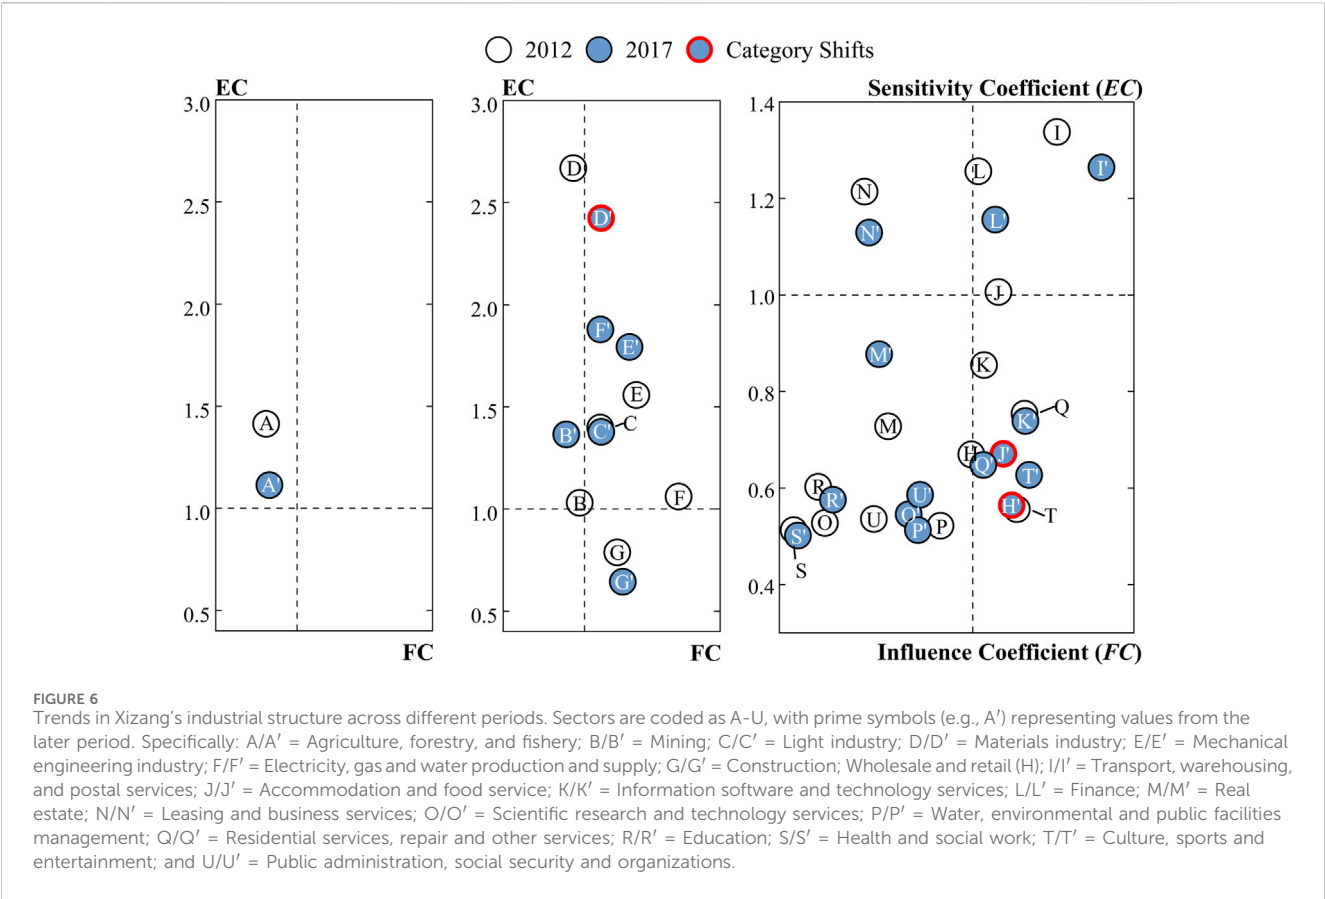 2012 2017 Category Shifts
EC
3.0
2.5
2.0
1.5
1.0
0.5
A
A'
FC
EC
3.0
2.5
2.0
1.5
1.0
0.5
D
D'
F'
E'
E
C
C'
B'
B
F
G
G'
FC
Sensitivity Coefficient (EC)
1.4
1.2
1.0
0.8
0.6
0.4
I
I'
L
N
L'
N'
J
M'
K
Q
K'
M
H
J'
Q'
T'
R
R'
U'
H'
O'
T
O
U
P'
P
S'
S
Influence Coefficient (FC)
FIGURE 6
Trends in Xizang's industrial structure across different periods. Sectors are coded as A-U, with prime symbols (e.g., A′) representing values from the
later period. Specifically: A/A′ = Agriculture, forestry, and fishery; B/B′ = Mining; C/C′ = Light industry; D/D′ = Materials industry; E/E′ = Mechanical
engineering industry; F/F′ = Electricity, gas and water production and supply; G/G′ = Construction; Wholesale and retail (H); I/I′ = Transport, warehousing,
and postal services; J/J′ = Accommodation and food service; K/K′ = Information software and technology services; L/L′ = Finance; M/M′ = Real
estate; N/N′ = Leasing and business services; O/O′ = Scientific research and technology services; P/P′ = Water, environmental and public facilities
management; Q/Q′ = Residential services, repair and other services; R/R′ = Education; S/S′ = Health and social work; T/T′ = Culture, sports and
entertainment; and U/U′ = Public administration, social security and organizations.